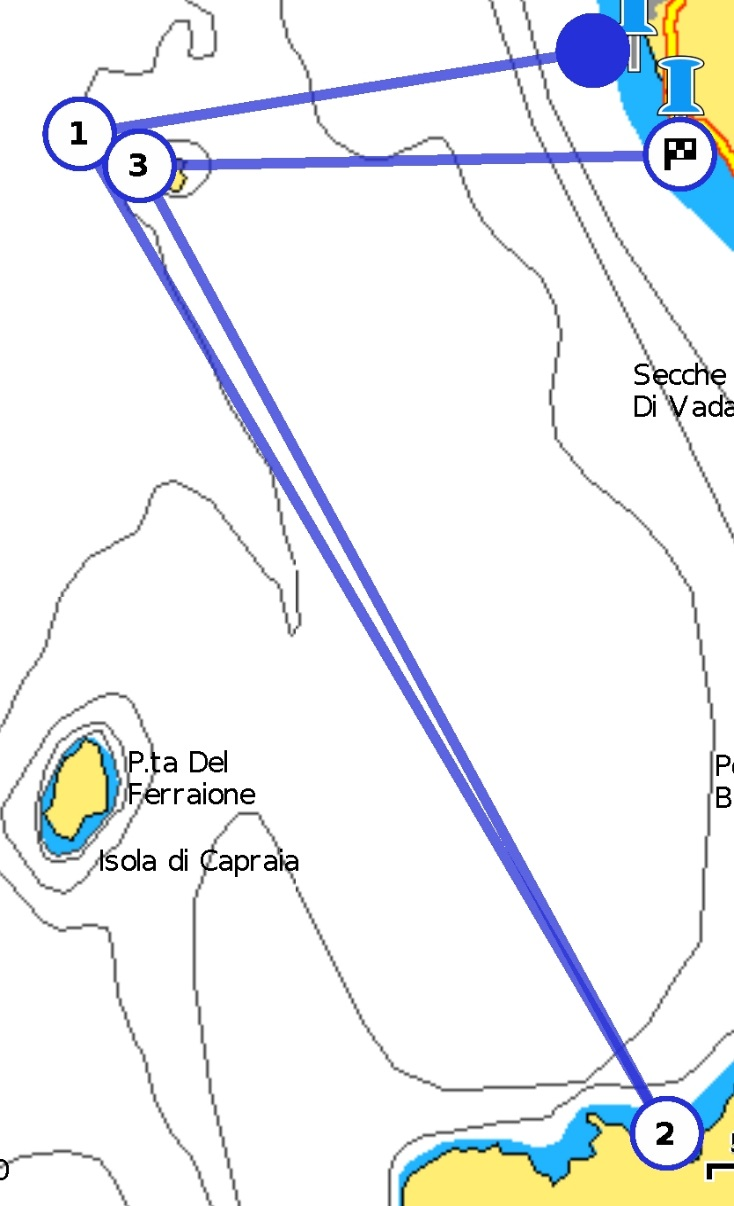 1
3
Secche
Di Vada
P.ta Del
Ferraione
Isola di Capraia
2